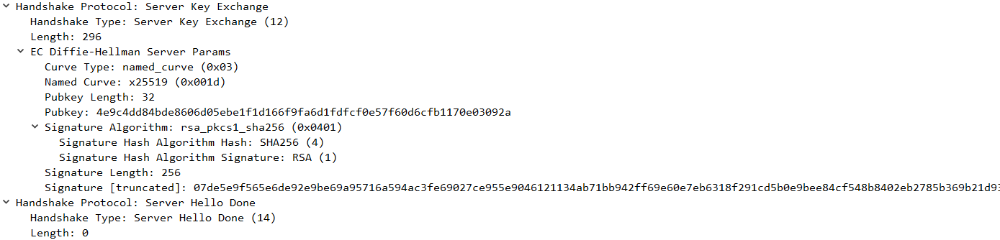 Handshake Protocol: Server Key Exchange
Handshake Type: Server Key Exchange (12)
Length: 296
EC Diffie-Hellman Server Params
Curve Type: named_curve (0x03)
Named Curve: x25519 (0x001d)
Pubkey Length: 32
Pubkey: 4e9c4dd84bde8606d05ebe1f1d166f9fa6d1fdfcf0e57f60d6cfb1170e03092a
Signature Algorithm: rsa_pkcs1_sha256 (0x0401)
Signature Hash Algorithm Hash: SHA256 (4)
Signature Hash Algorithm Signature: RSA (1)
Signature Length: 256
Signature [truncated]: 07de5e9f565e6de92e9be69a95716a594ac3fe69027ce955e9046121134ab71bb942ff69e60e7eb6318f291cd5b0e9bee84cf548b8402eb2785b369b21d93
Handshake Protocol: Server Hello Done
Handshake Type: Server Hello Done (14)
Length: 0